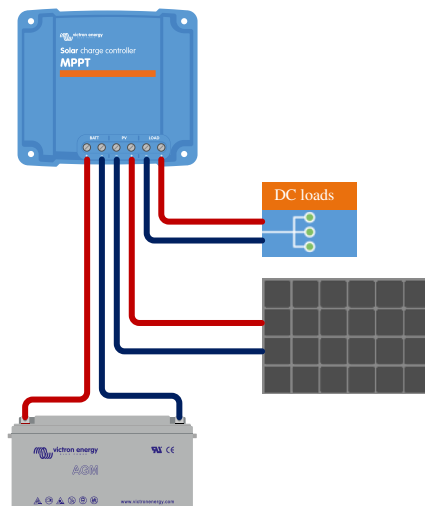 victron energy
Solar charge controller
MPPT
BATT PV LOAD
DC loads
victron energy
AGM
www.victronenergy.com